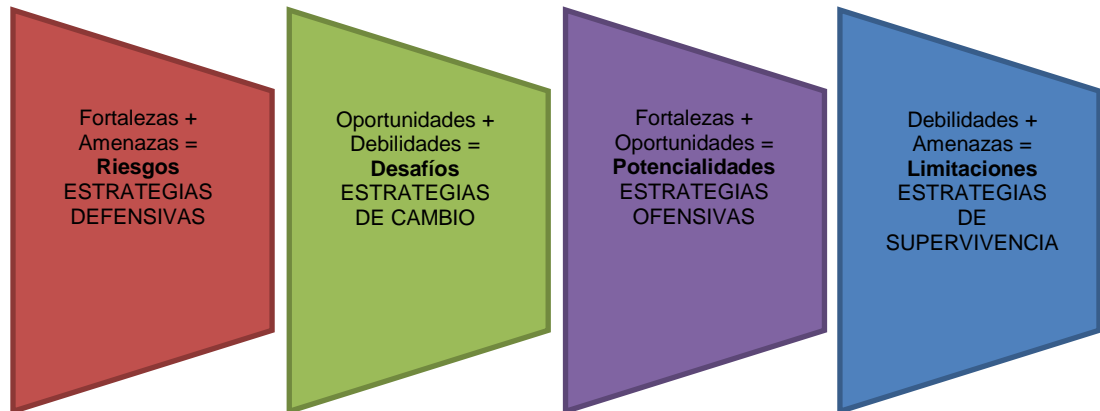 Fortalezas +
Amenazas =
Riesgos
ESTRATEGIAS
DEFENSIVAS
Oportunidades +
Debilidades =
Desafíos
ESTRATEGIAS
DE CAMBIO
Fortalezas +
Oportunidades =
Potencialidades
ESTRATEGIAS
OFENSIVAS
Debilidades +
Amenazas =
Limitaciones
ESTRATEGIAS
DE
SUPERVIVENCIA